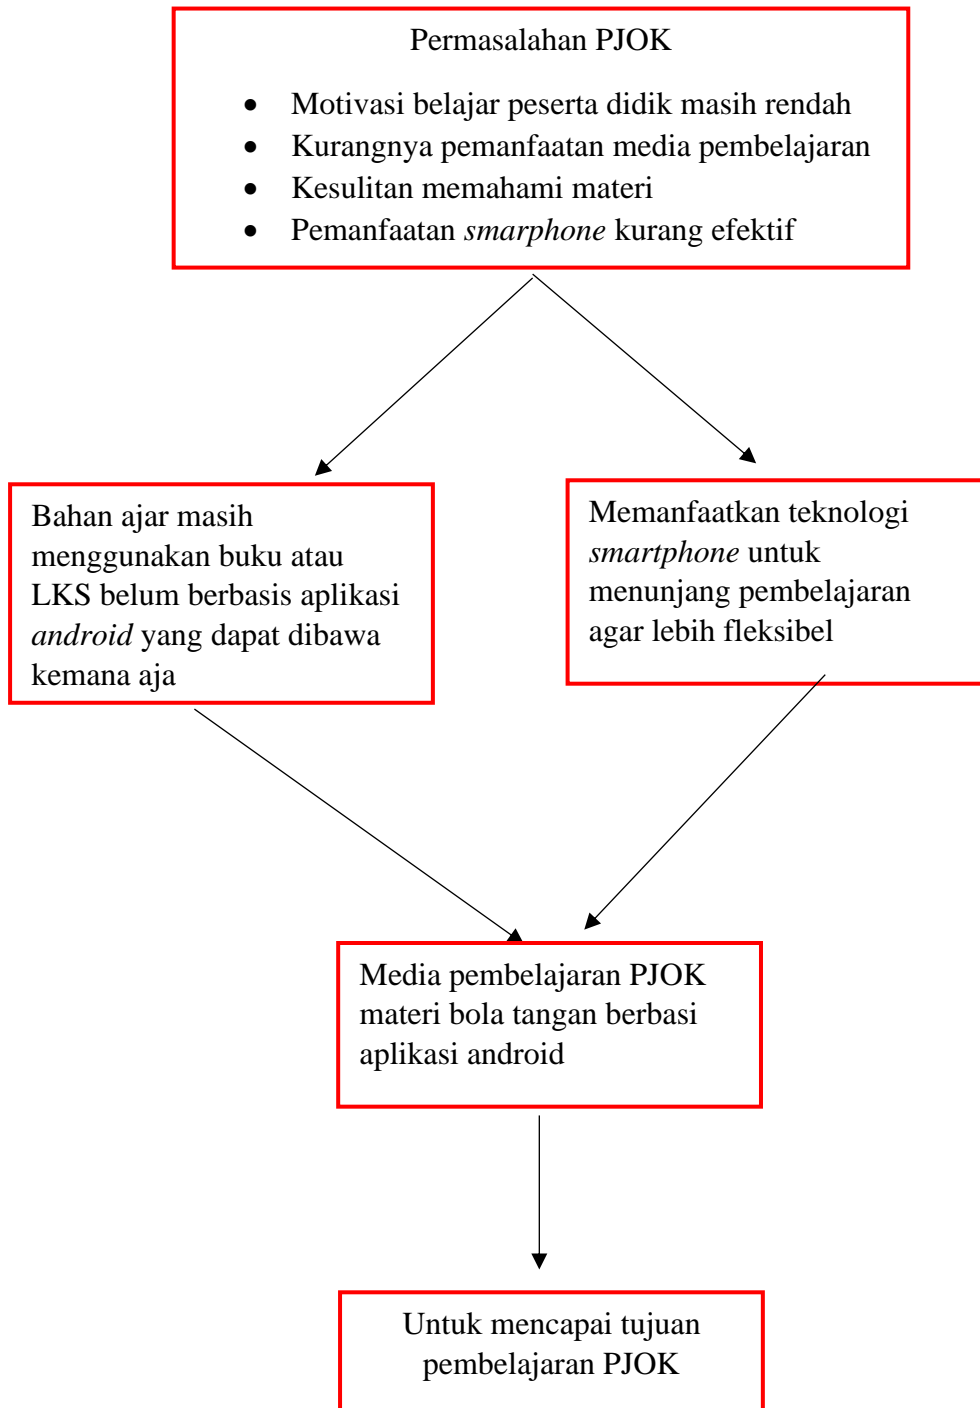 Permasalahan PJOK
• Motivasi belajar peserta didik masih rendah
• Kurangnya pemanfaatan media pembelajaran
• Kesulitan memahami materi
• Pemanfaatan smarphone kurang efektif
Bahan ajar masih
menggunakan buku atau
LKS belum berbasis aplikasi
android yang dapat dibawa
kemana aja
Memanfaatkan teknologi
smartphone untuk
menunjang pembelajaran
agar lebih fleksibel
Media pembelajaran PJOK
materi bola tangan berbasi
aplikasi android
Untuk mencapai tujuan
pembelajaran PJOK